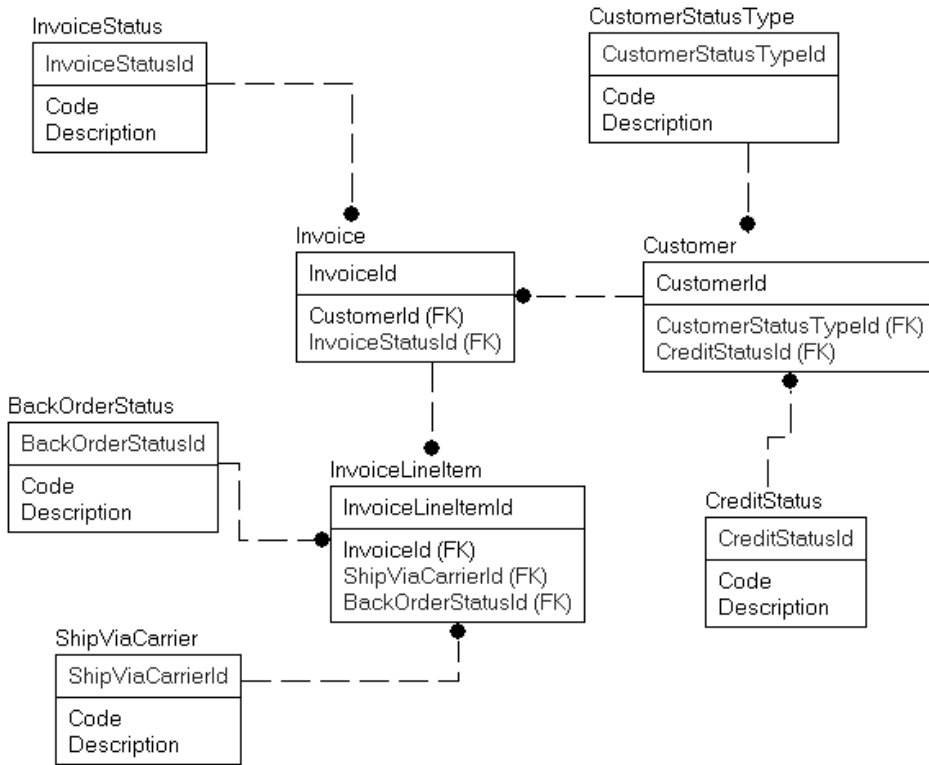 InvoiceStatus
InvoiceStatusId
Code
Description
CustomerStatusType
CustomerStatusTypeId
Code
Description
Invoice
InvoiceId
CustomerId (FK)
InvoiceStatusId (FK)
Customer
CustomerId
CustomerStatusTypeId (FK)
CreditStatusId (FK)
BackOrderStatus
BackOrderStatusId
Code
Description
InvoiceLineItem
InvoiceLineItemId
InvoiceId (FK)
ShipViaCarrierId (FK)
BackOrderStatusId (FK)
CreditStatus
CreditStatusId
Code
Description
ShipViaCarrier
ShipViaCarrierId
Code
Description